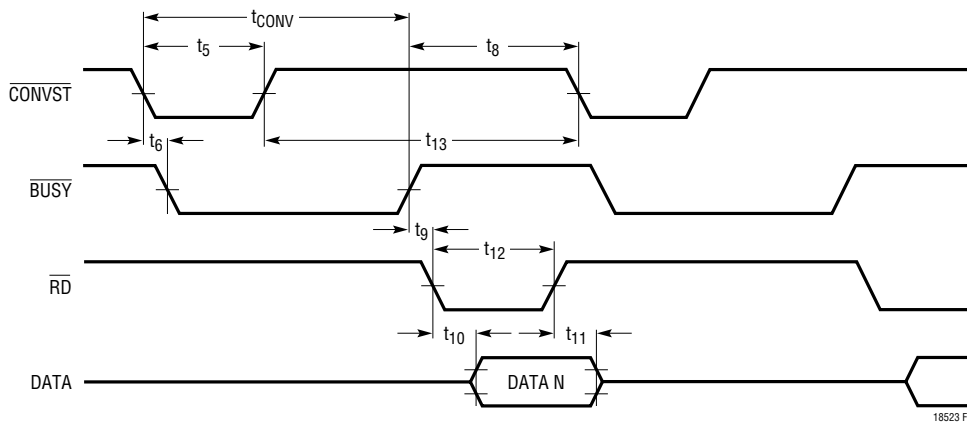 tCONV
t5
t8
CONVST
t6
t13
BUSY
t9
t12
RD
t10
t11
DATA
DATA N
18523 F